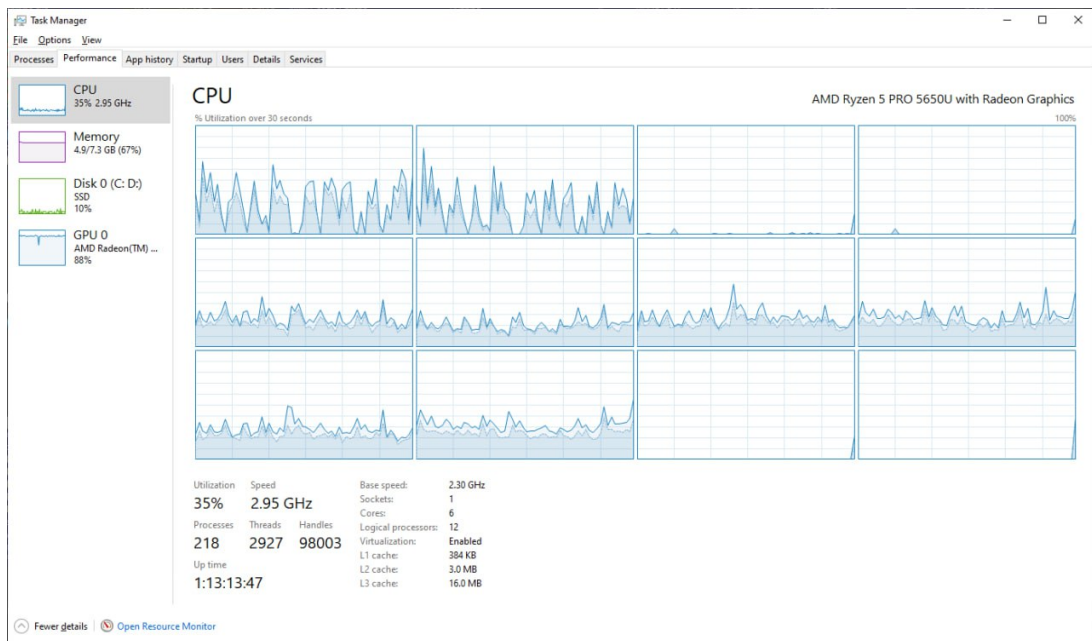 Task Manager
File Options View
Processes Performance App history Startup Users Details Services
CPU
35% 2.95 GHz
Memory
4.9/7.3 GB (67%)
Disk 0 (C: D:)
SSD
10%
GPU 0
AMD Radeon(TM) ...
88%
CPU AMD Ryzen 5 PRO 5650U with Radeon Graphics
% Utilization over 30 seconds 100%
Utilization Speed
35% 2.95 GHz
Processes Threads Handles
218 2927 98003
Up time
1:13:13:47
Base speed: 2.30 GHz
Sockets: 1
Cores: 6
Logical processors: 12
Virtualization: Enabled
L1 cache: 384 KB
L2 cache: 3.0 MB
L3 cache: 16.0 MB
Fewer details Open Resource Monitor